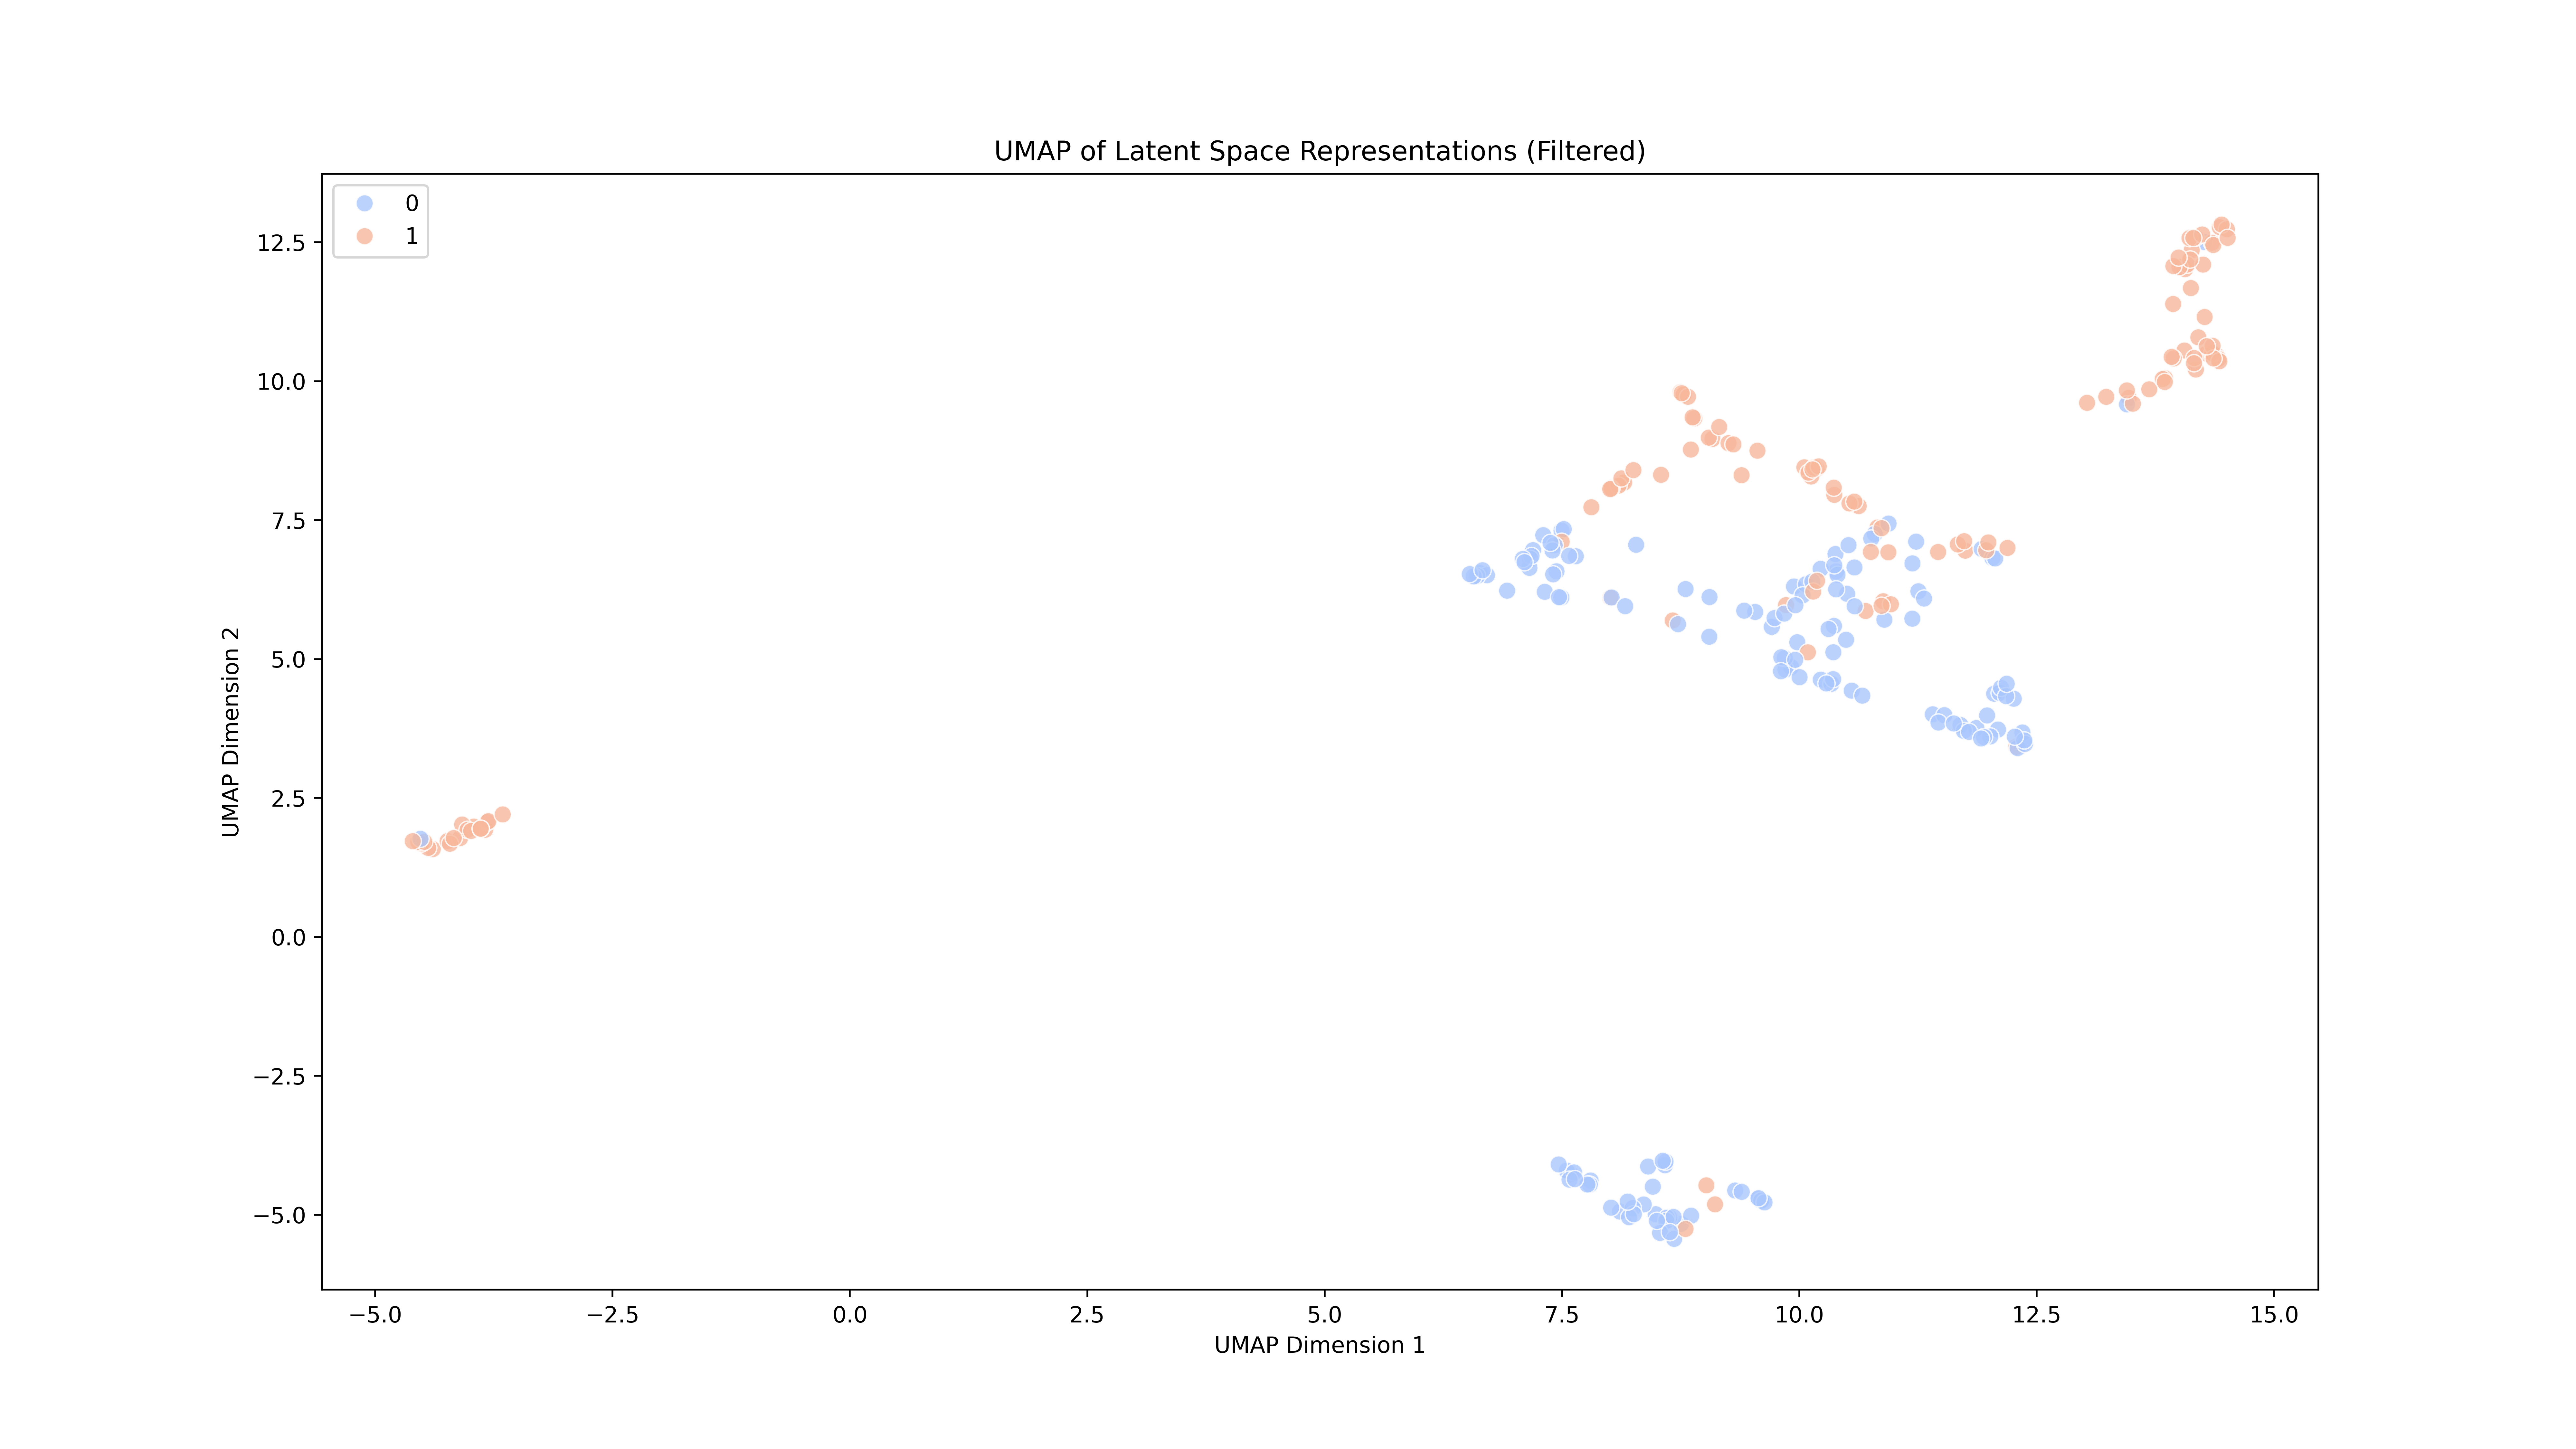 UMAP of Latent Space Representations (Filtered)
0
1
12.5
10.0
7.5
5.0
2.5
0.0
−2.5
−5.0
UMAP Dimension 2
−5.0 −2.5 0.0 2.5 5.0 7.5 10.0 12.5 15.0
UMAP Dimension 1